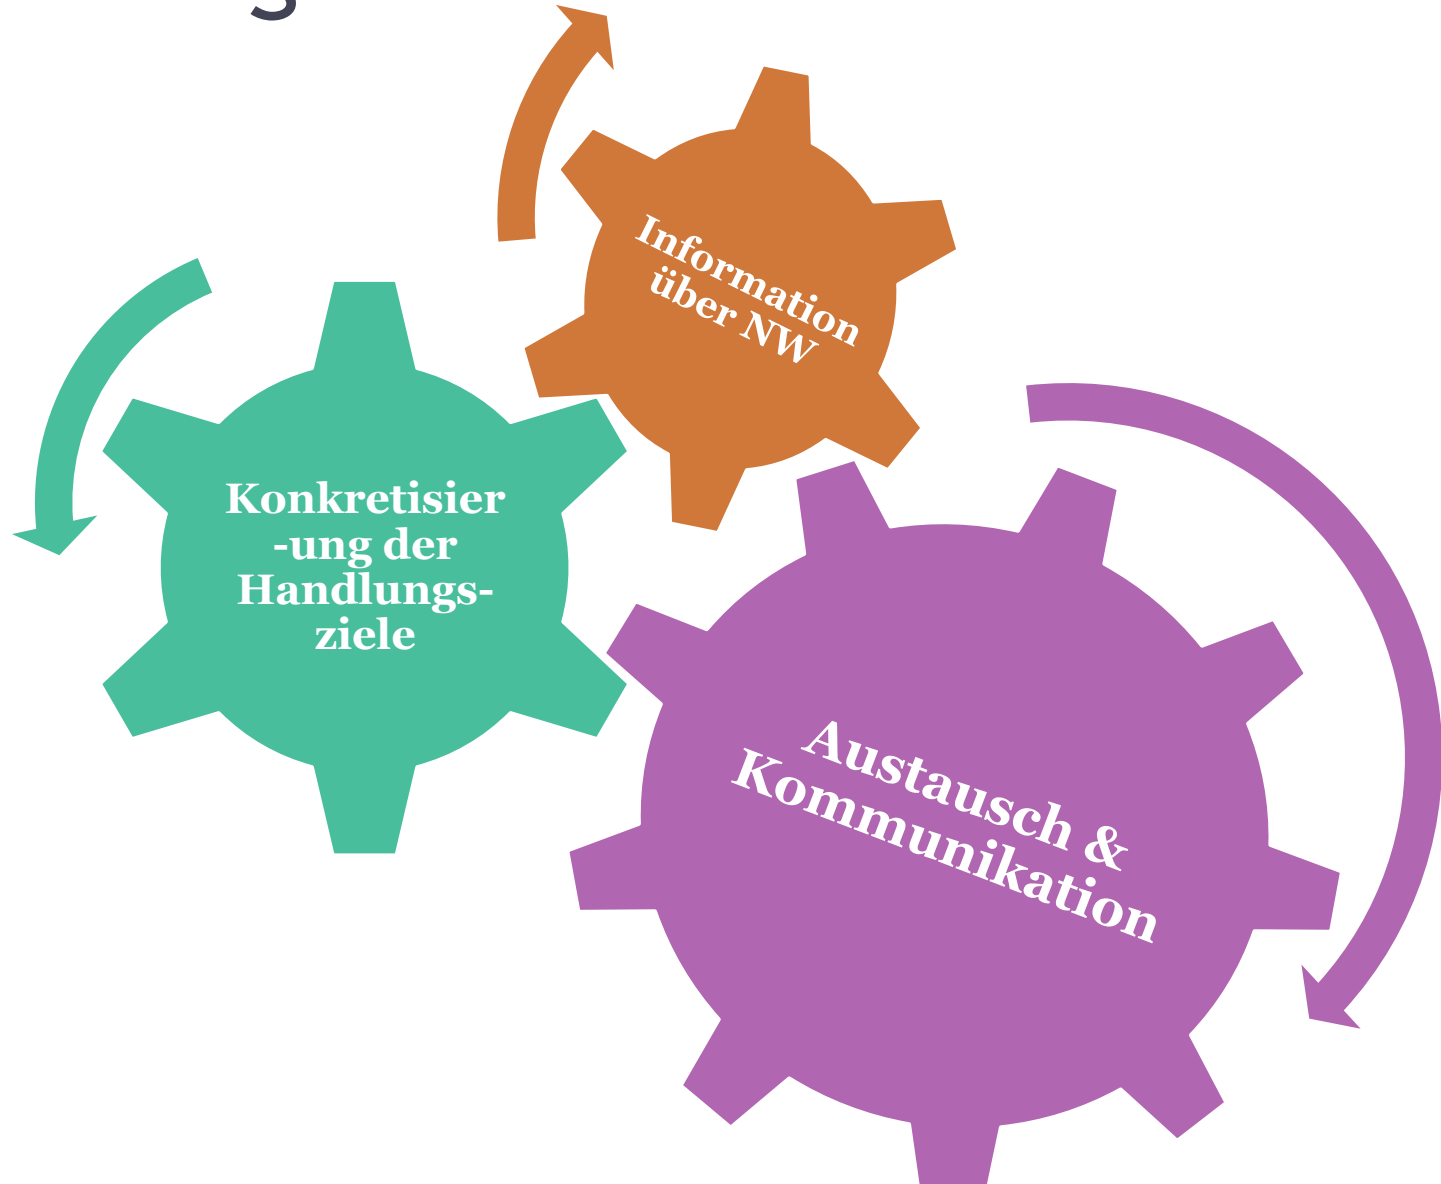 Information
über NW
Konkretisier
-ung der
Handlungs-
ziele
Austausch &
Kommunikation